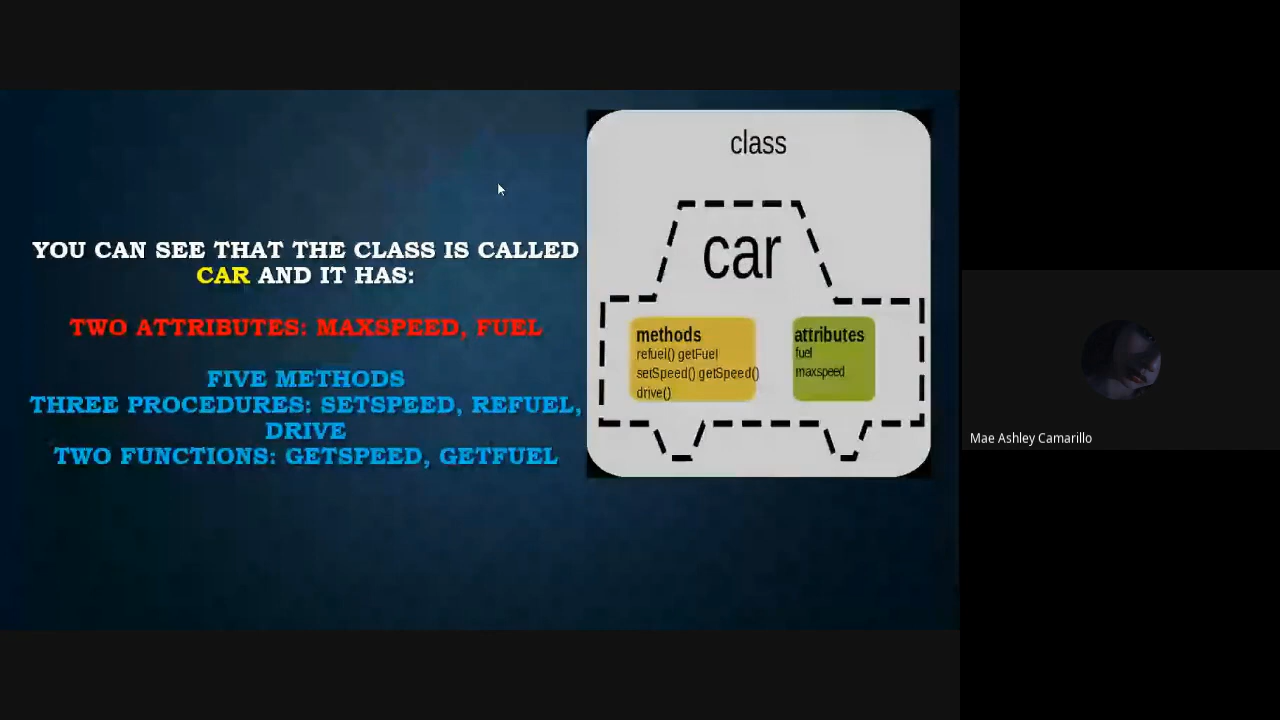 YOU CAN SEE THAT THE CLASS IS CALLED
CAR AND IT HAS:
TWO ATTRIBUTES: MAXSPEED, FUEL
FIVE METHODS
THREE PROCEDURES: SETSPEED, REFUEL,
DRIVE
TWO FUNCTIONS: GETSPEED, GETFUEL
class
car
methods
refuel() getFuel
setSpeed() getSpeed()
drive()
attributes
fuel
maxspeed
Mae Ashley Camarillo